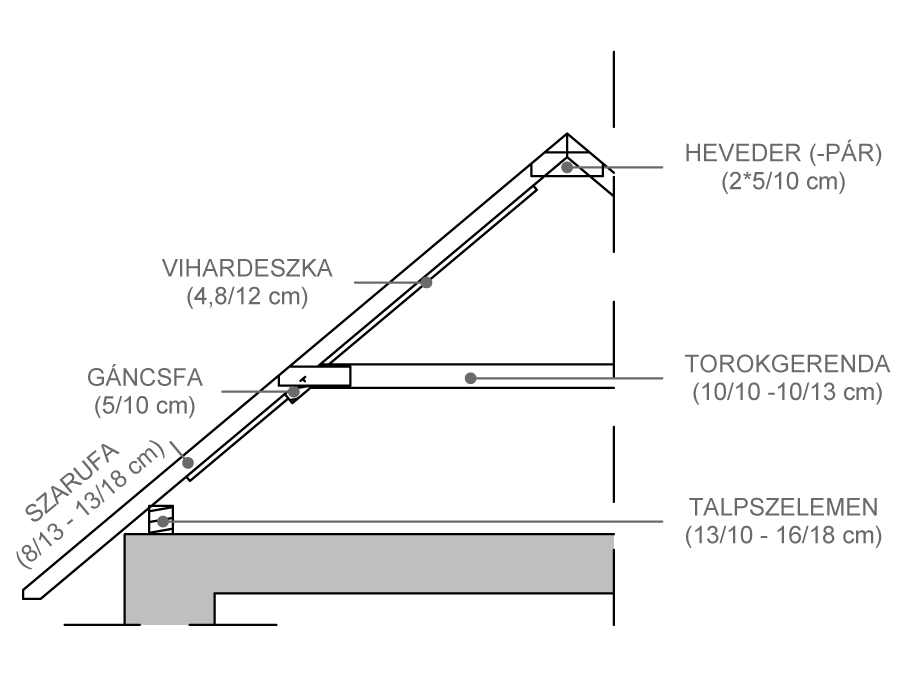 HEVEDER (-PÁR)
(2*5/10 cm)
VIHARDESZKA
(4,8/12 cm)
GÁNCSFA
(5/10 cm)
TOROKGERENDA
(10/10 -10/13 cm)
SZARUFA
(8/13 - 13/18 cm)
TALPSZELEMEN
(13/10 - 16/18 cm)